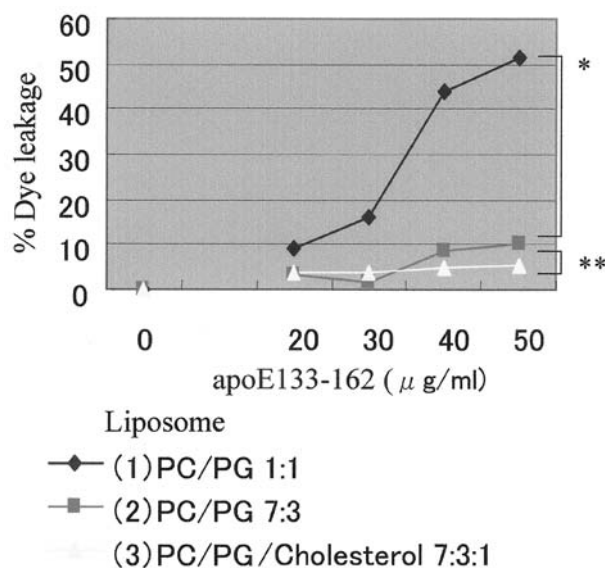 60
50
40
30
20
10
0
% Dye leakage
*
**
0 20 30 40 50
apoE133-162 ( μ g/ml)
Liposome
(1) PC/PG 1:1
(2) PC/PG 7:3
(3) PC/PG/Cholesterol 7:3:1